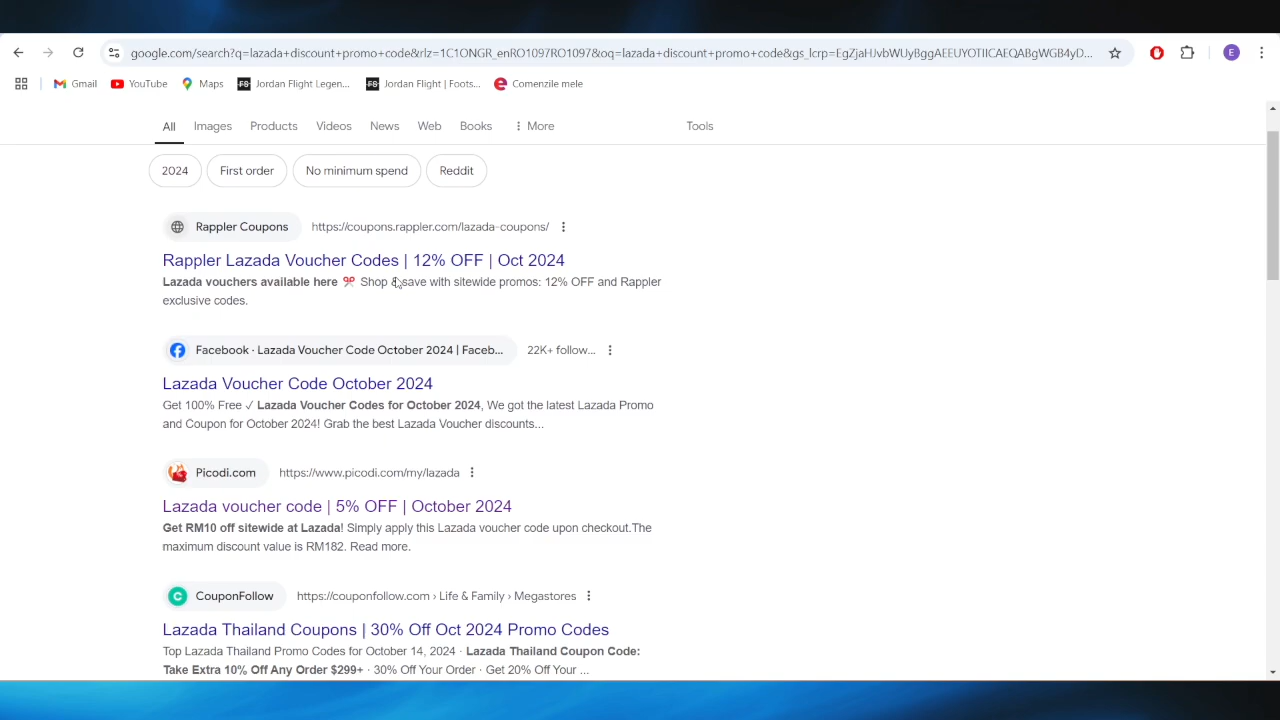 google.com/search?q=lazada+discount+promo+code&rlz=1C1ONGR_enRO1097RO1097&oq=lazada+discount+promo+code&gs_lcrp=EgZjaHJvbWUyBggAEEUYOTIICAEQABgWGB4yD...
E
Gmail
YouTube
Maps
FS Jordan Flight Legen...
FS Jordan Flight | Foots...
Comenzile mele
All Images Products Videos News Web Books More Tools
2024 First order No minimum spend Reddit
Rappler Coupons https://coupons.rappler.com/lazada-coupons/
Rappler Lazada Voucher Codes | 12% OFF | Oct 2024
Lazada vouchers available here ✂️ Shop & save with sitewide promos: 12% OFF and Rappler
exclusive codes.
Facebook · Lazada Voucher Code October 2024 | Faceb... 22K+ follow...
Lazada Voucher Code October 2024
Get 100% Free ✓ Lazada Voucher Codes for October 2024, We got the latest Lazada Promo
and Coupon for October 2024! Grab the best Lazada Voucher discounts...
Picodi.com https://www.picodi.com/my/lazada
Lazada voucher code | 5% OFF | October 2024
Get RM10 off sitewide at Lazada! Simply apply this Lazada voucher code upon checkout.The
maximum discount value is RM182. Read more.
CouponFollow https://couponfollow.com › Life & Family › Megastores
Lazada Thailand Coupons | 30% Off Oct 2024 Promo Codes
Top Lazada Thailand Promo Codes for October 14, 2024 · Lazada Thailand Coupon Code:
Take Extra 10% Off Any Order $299+ · 30% Off Your Order · Get 20% Off Your ...